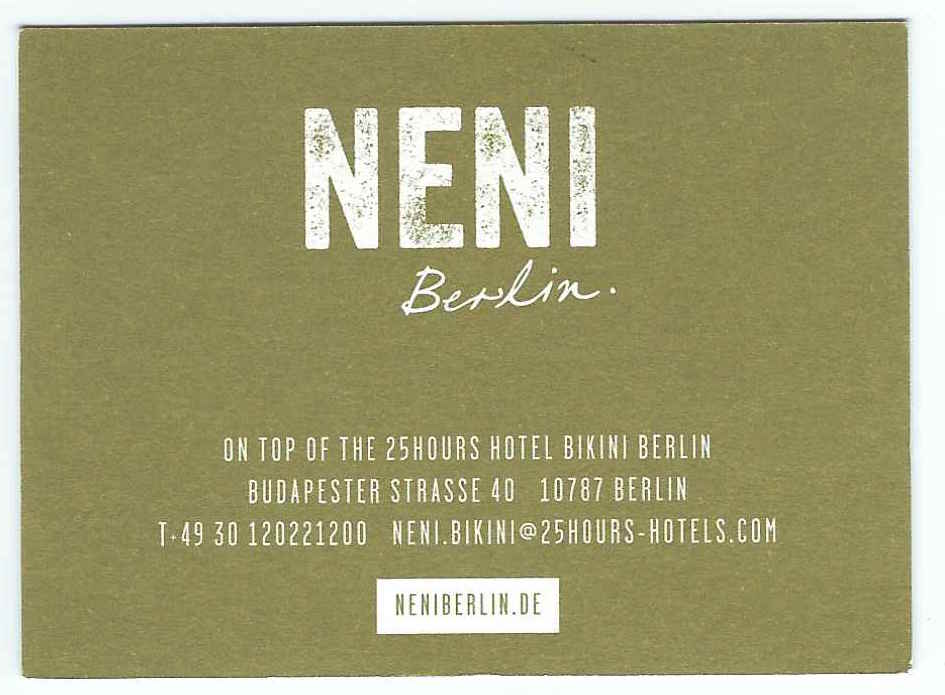 NENI
Berlin.
ON TOP OF THE 25HOURS HOTEL BIKINI BERLIN
BUDAPESTER STRASSE 40 10787 BERLIN
T+49 30 120221200 NENI.BIKINI@25HOURS-HOTELS.COM
NENIBERLIN.DE